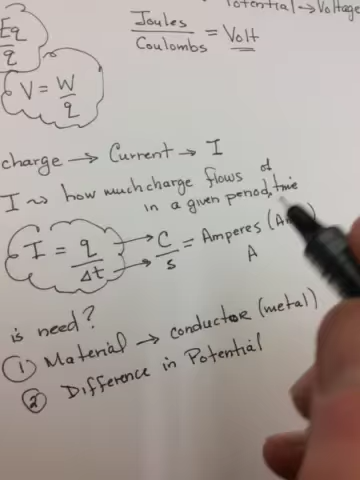 Potential → Voltage
Eq
q
Joules
Coulombs = Volt
V = W
q
charge → Current → I
I ~ how much charge flows
in a given period of time
I = q → C = Amperes (A
Δt → s
A
is need?
① Material → conductor (metal)
② Difference in Potential